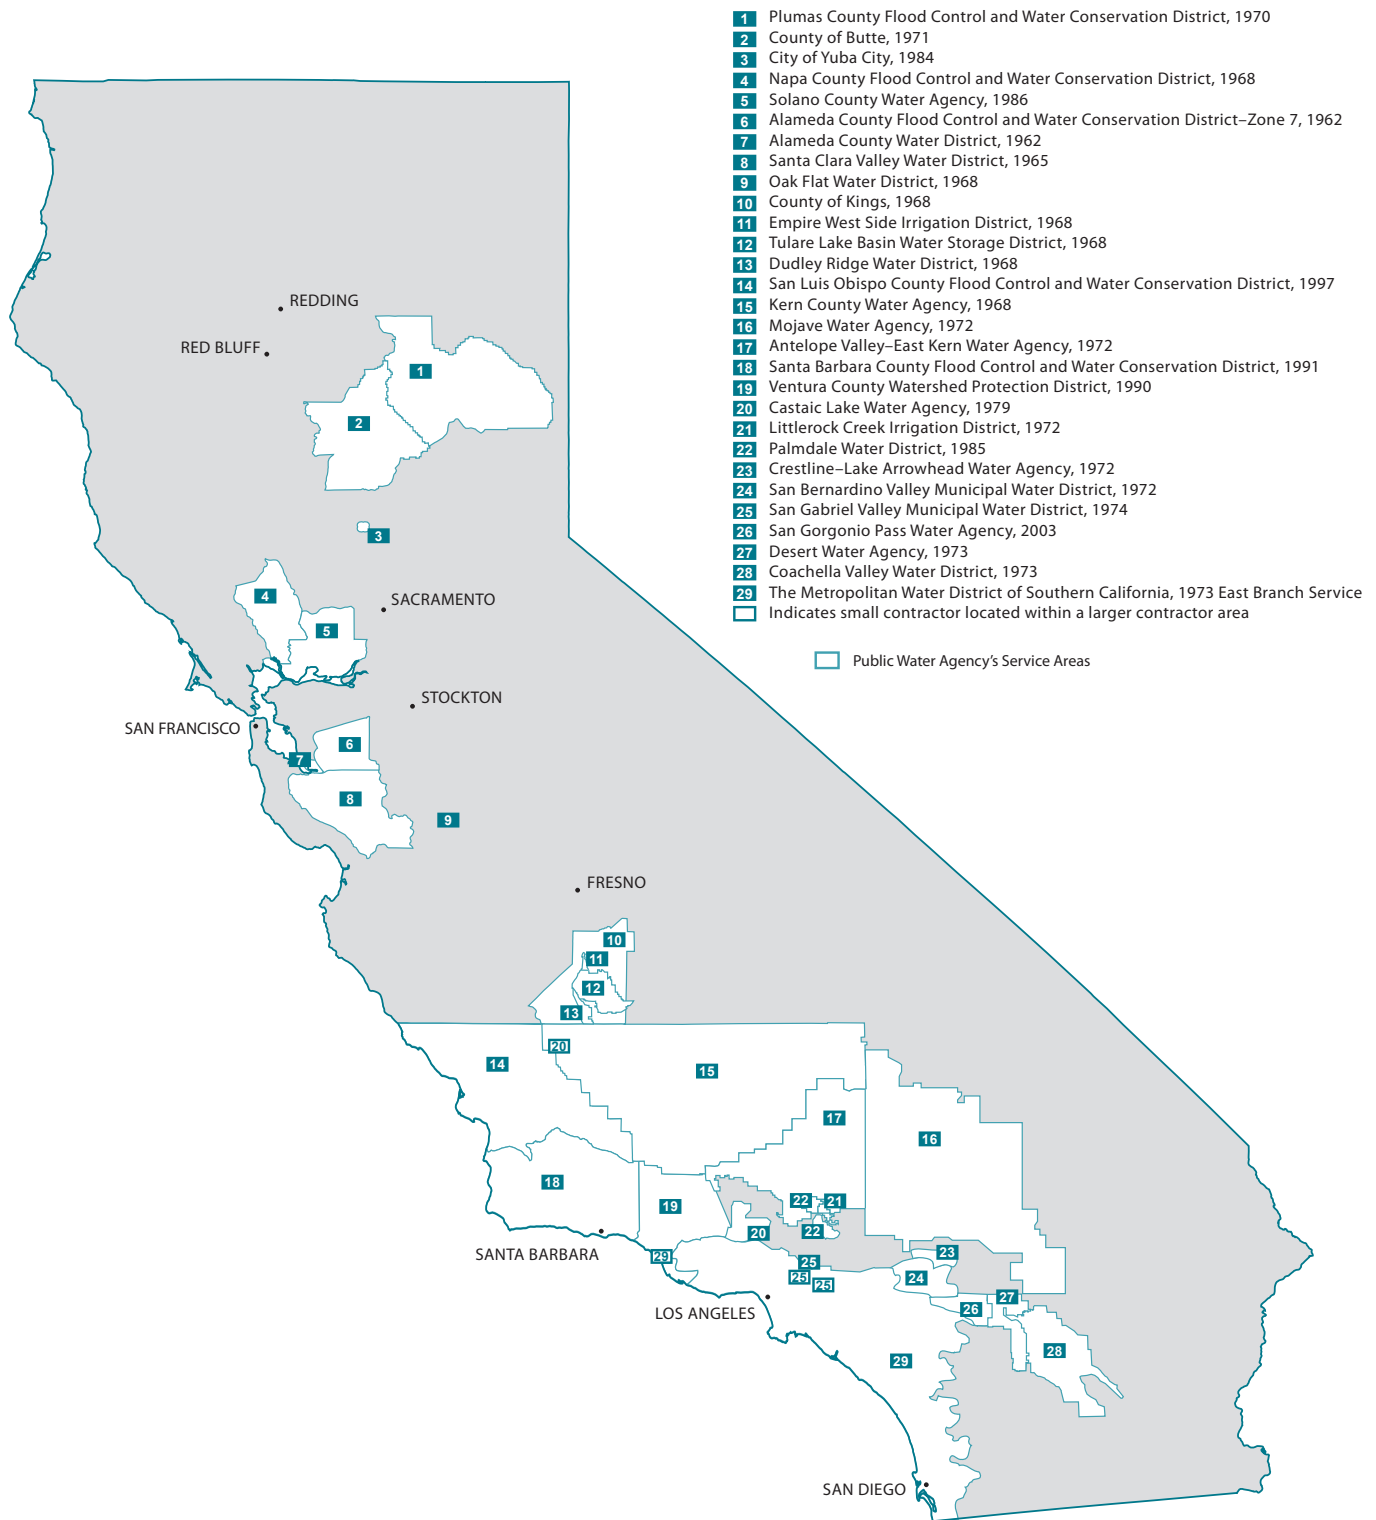 1 Plumas County Flood Control and Water Conservation District, 1970
2 County of Butte, 1971
3 City of Yuba City, 1984
4 Napa County Flood Control and Water Conservation District, 1968
5 Solano County Water Agency, 1986
6 Alameda County Flood Control and Water Conservation District–Zone 7, 1962
7 Alameda County Water District, 1962
8 Santa Clara Valley Water District, 1965
9 Oak Flat Water District, 1968
10 County of Kings, 1968
11 Empire West Side Irrigation District, 1968
12 Tulare Lake Basin Water Storage District, 1968
13 Dudley Ridge Water District, 1968
14 San Luis Obispo County Flood Control and Water Conservation District, 1997
15 Kern County Water Agency, 1968
16 Mojave Water Agency, 1972
17 Antelope Valley–East Kern Water Agency, 1972
18 Santa Barbara County Flood Control and Water Conservation District, 1991
19 Ventura County Watershed Protection District, 1990
20 Castaic Lake Water Agency, 1979
21 Littlerock Creek Irrigation District, 1972
22 Palmdale Water District, 1985
23 Crestline–Lake Arrowhead Water Agency, 1972
24 San Bernardino Valley Municipal Water District, 1972
25 San Gabriel Valley Municipal Water District, 1974
26 San Gorgonio Pass Water Agency, 2003
27 Desert Water Agency, 1973
28 Coachella Valley Water District, 1973
29 The Metropolitan Water District of Southern California, 1973 East Branch Service
Indicates small contractor located within a larger contractor area
Public Water Agency's Service Areas
REDDING
RED BLUFF
1
2
3
4
SACRAMENTO
5
STOCKTON
SAN FRANCISCO
6
7
8
9
FRESNO
10
11
12
13
20
14
15
17
16
18
22
21
19
20
22
SANTA BARBARA
29
23
25
25
24
25
27
LOS ANGELES
26
28
29
SAN DIEGO